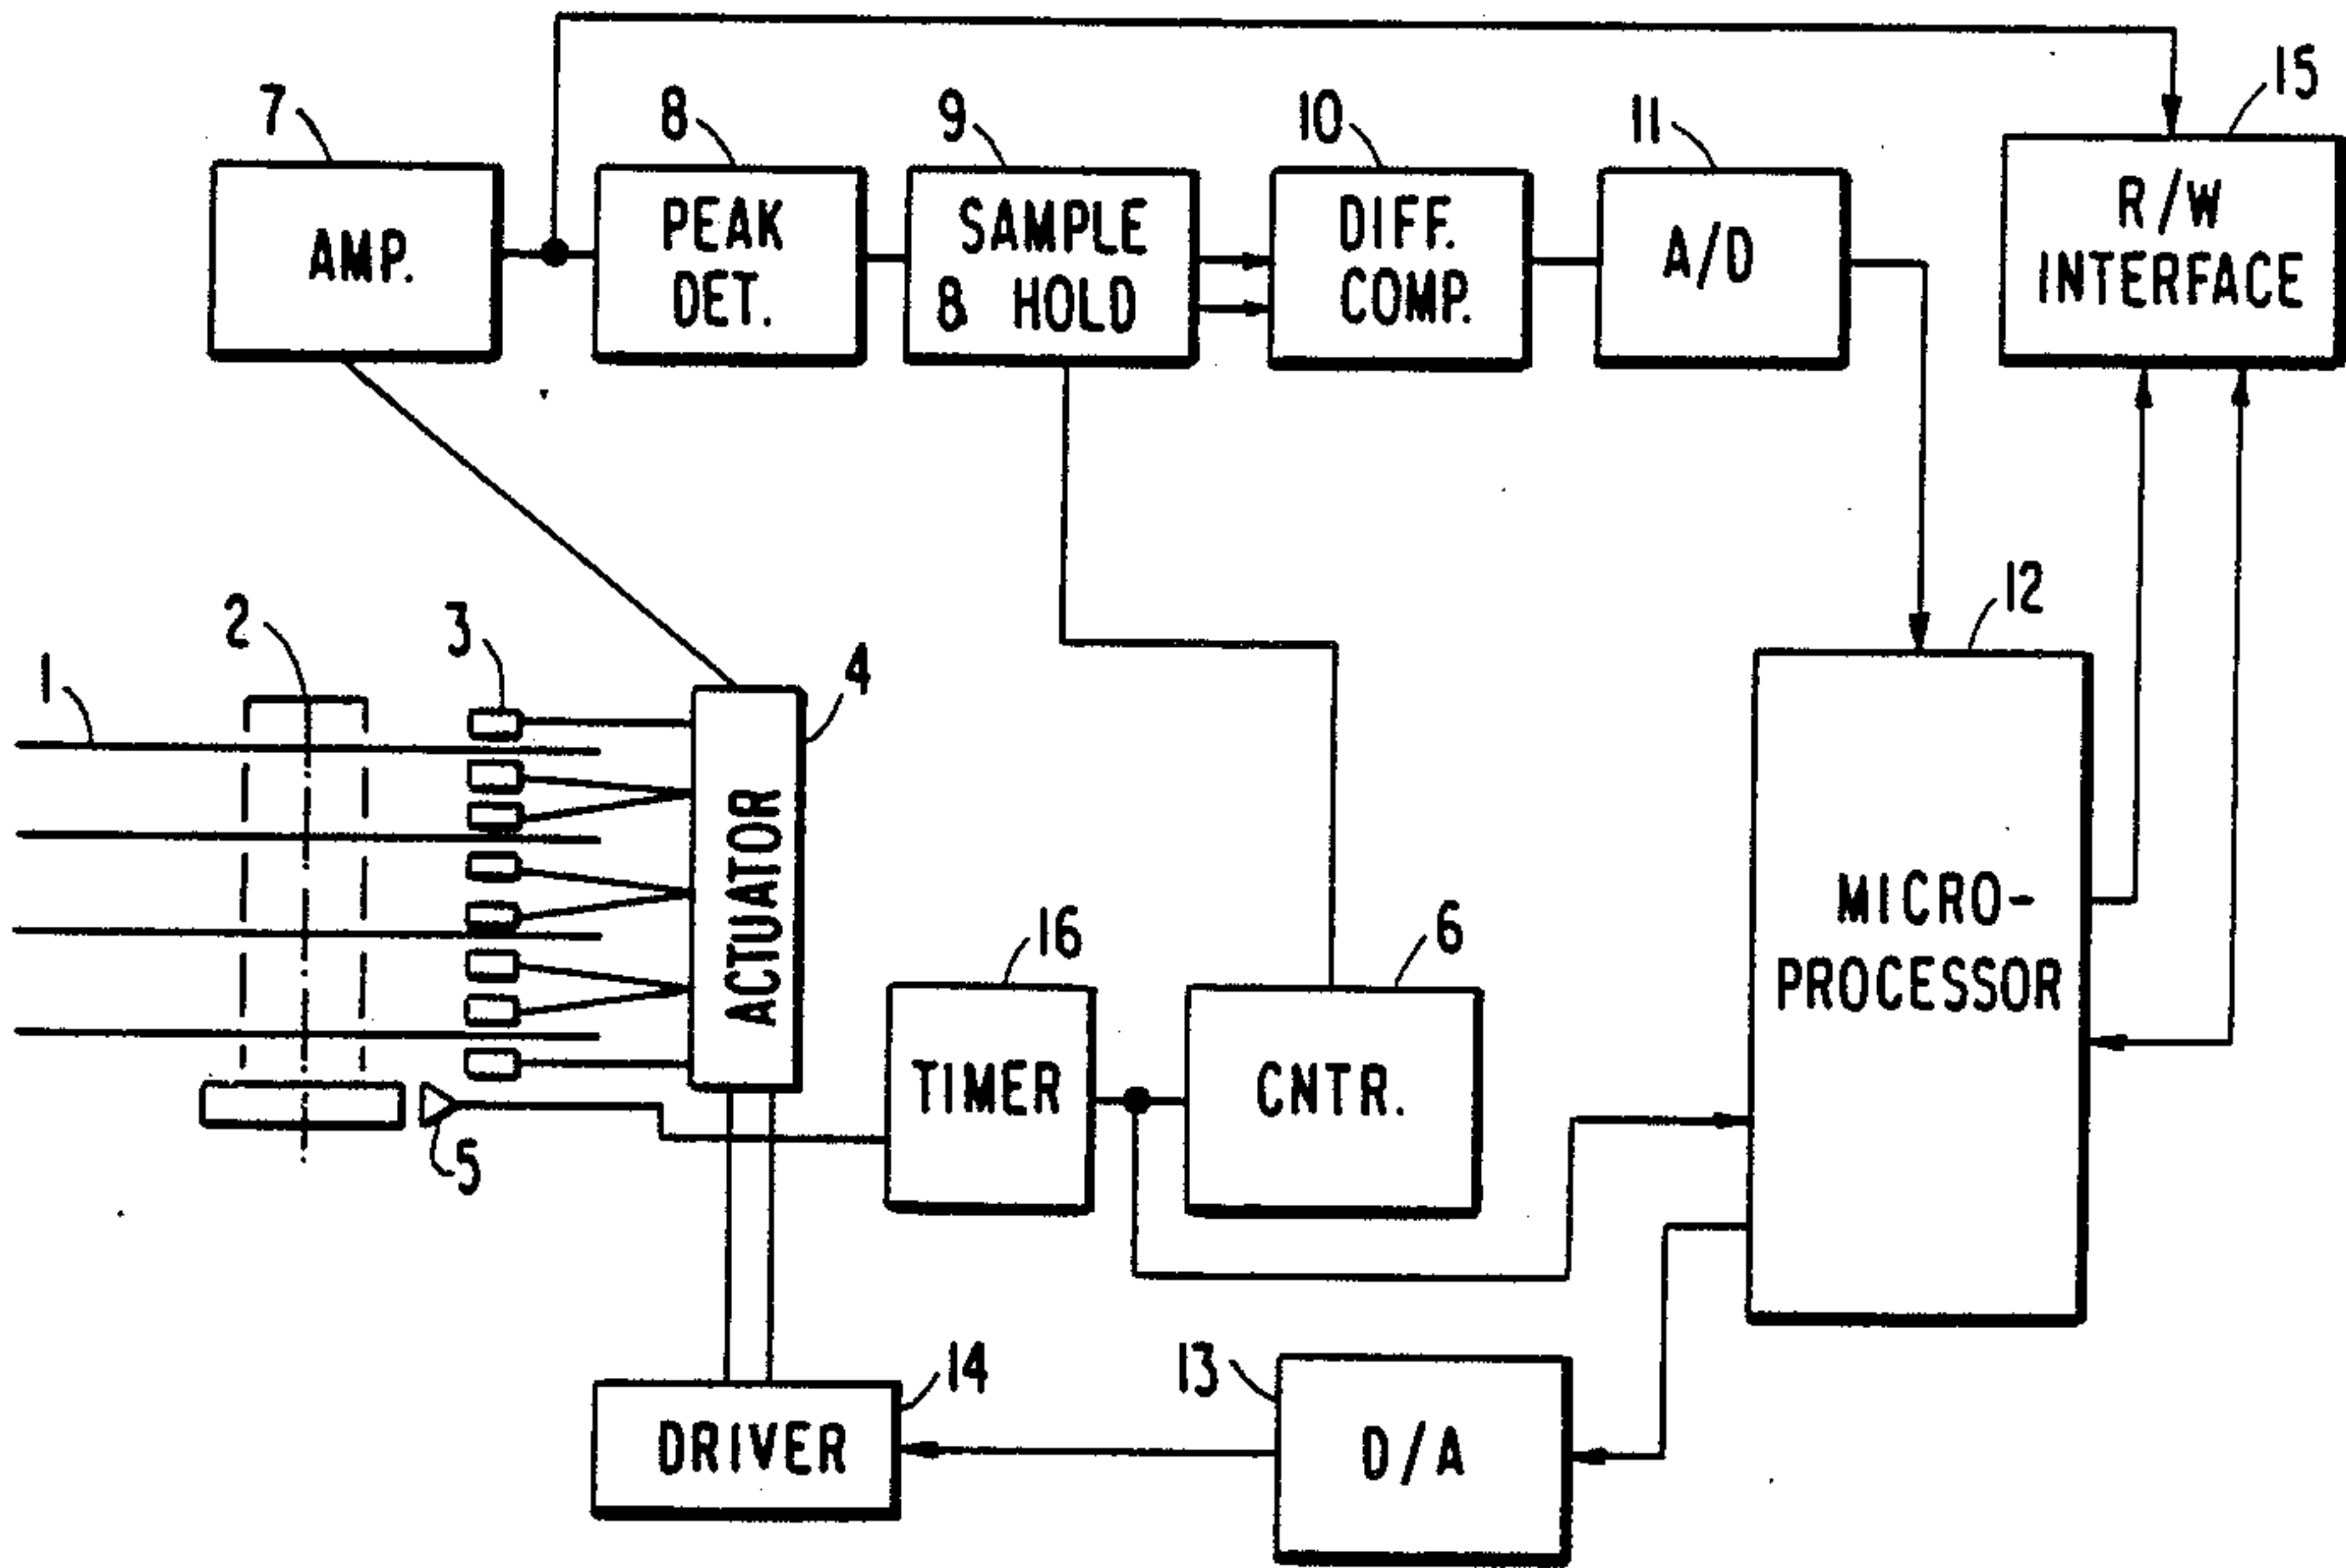 7
8
9
10
11
15
AMP.
PEAK
DET.
SAMPLE
8 HOLD
DIFF.
COMP.
A/D
R/W
INTERFACE
1
2
3
4
12
ACTUATOR
MICRO-
PROCESSOR
16
6
TIMER
CNTR.
5
14
13
DRIVER
D/A